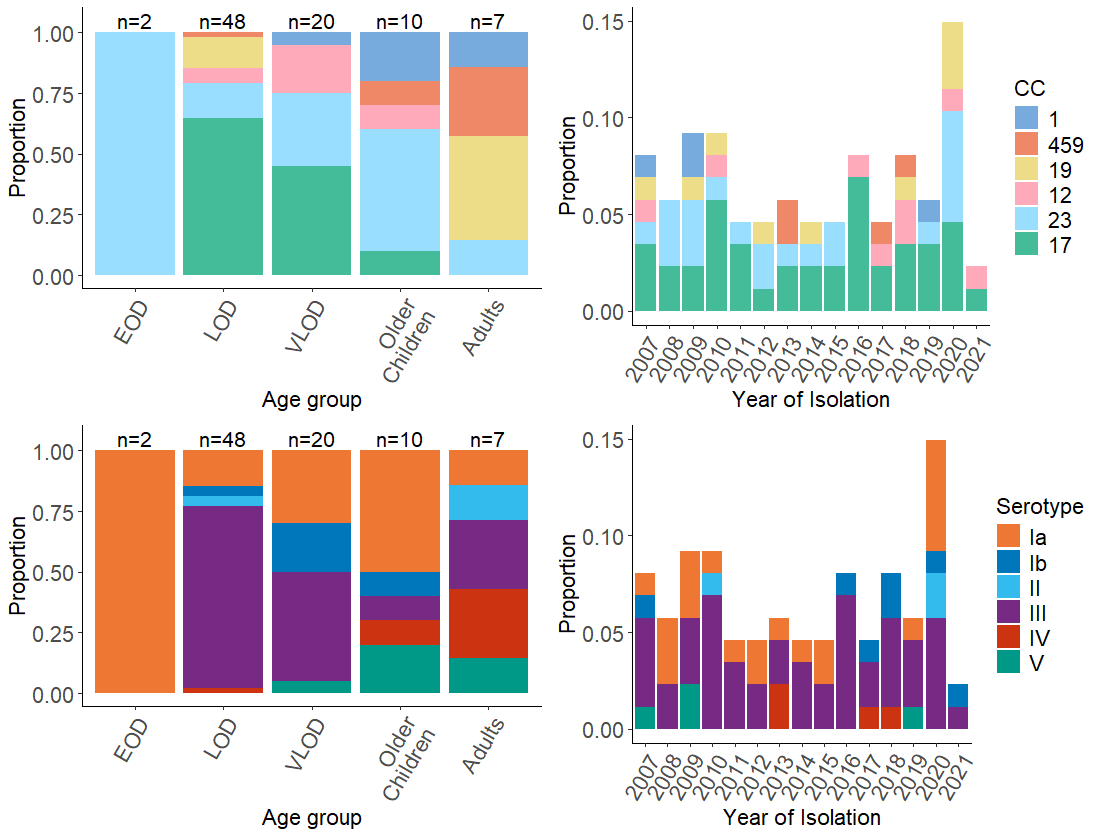 n=2 n=48 n=20 n=10 n=7
1.00
0.75
0.50
0.25
0.00
Proportion
EOD LOD VLOD Older Children Adults
Age group
0.15
0.10
0.05
0.00
Proportion
2007 2008 2009 2010 2011 2012 2013 2014 2015 2016 2017 2018 2019 2020 2021
Year of Isolation
CC
1
459
19
12
23
17
n=2 n=48 n=20 n=10 n=7
1.00
0.75
0.50
0.25
0.00
Proportion
EOD LOD VLOD Older Children Adults
Age group
0.15
0.10
0.05
0.00
Proportion
2007 2008 2009 2010 2011 2012 2013 2014 2015 2016 2017 2018 2019 2020 2021
Year of Isolation
Serotype
Ia
Ib
II
III
IV
V